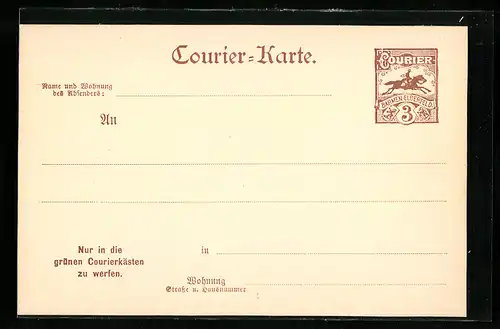 Courier-Karte.
COURIER
BARMEN-ELBERFELD
3
Name und Wohnung
des Absenders:
An
Nur in die
grünen Courierkästen
zu werfen.
in
Wohnung
Straße u. Hausnummer